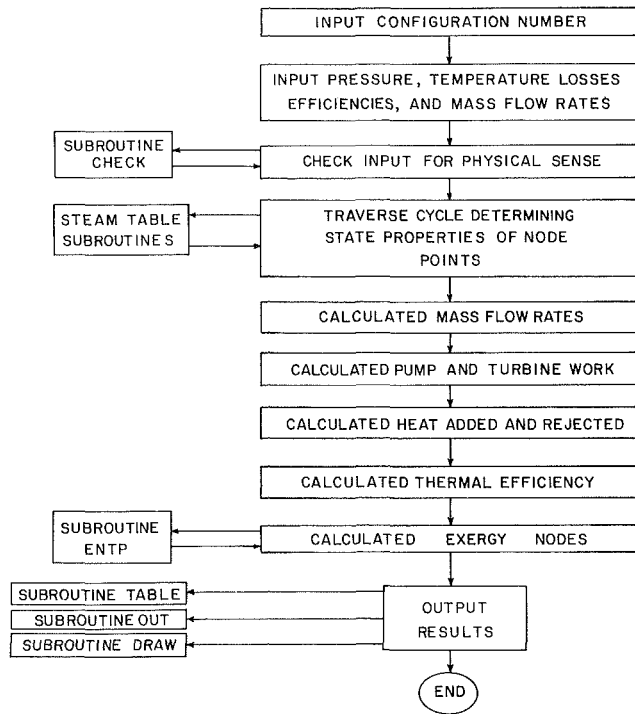 INPUT CONFIGURATION NUMBER
INPUT PRESSURE, TEMPERATURE LOSSES
EFFICIENCIES, AND MASS FLOW RATES
SUBROUTINE
CHECK
CHECK INPUT FOR PHYSICAL SENSE
STEAM TABLE
SUBROUTINES
TRAVERSE CYCLE DETERMINING
STATE PROPERTIES OF NODE
POINTS
CALCULATED MASS FLOW RATES
CALCULATED PUMP AND TURBINE WORK
CALCULATED HEAT ADDED AND REJECTED
CALCULATED THERMAL EFFICIENCY
SUBROUTINE
ENTP
CALCULATED EXERGY NODES
SUBROUTINE TABLE
SUBROUTINE OUT
SUBROUTINE DRAW
OUTPUT
RESULTS
END